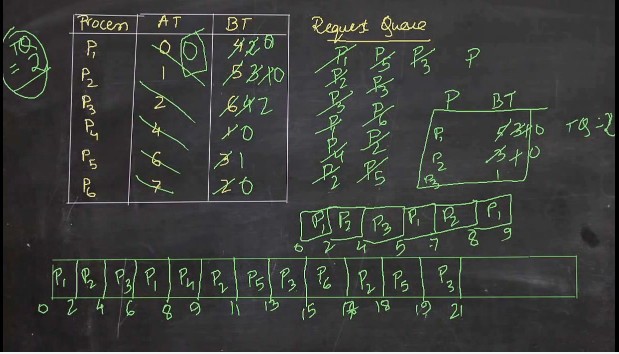 Process AT BT
P1 0 0 4 2 0
P2 1 5 3 1 0
P3 2 6 4 2
P4 4 1 0
P5 6 3 1
P6 7 2 0
TQ = 2
Request Queue
P1 P5 P3 P
P2 P3
P3 P6
P1
P4 P2
P2 P5
P BT
P1 5 3 1 0
P2 3 1 0
P3 1
TQ = 2
P1 P2 P3 P1 P2 P1
0 2 4 5 7 8 9
P1 P2 P3 P1 P4 P2 P5 P3 P6 P2 P5 P3
0 2 4 6 8 9 11 13 15 17 18 19 21